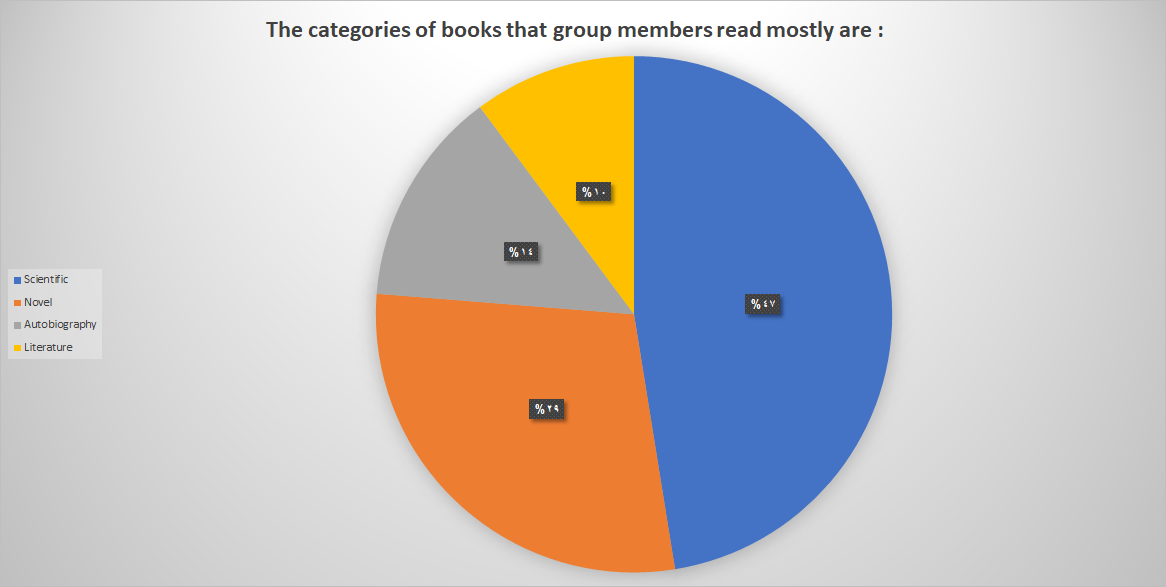 The categories of books that group members read mostly are :
%١٠
%١٤
%٤٧
%٢٩
Scientific
Novel
Autobiography
Literature